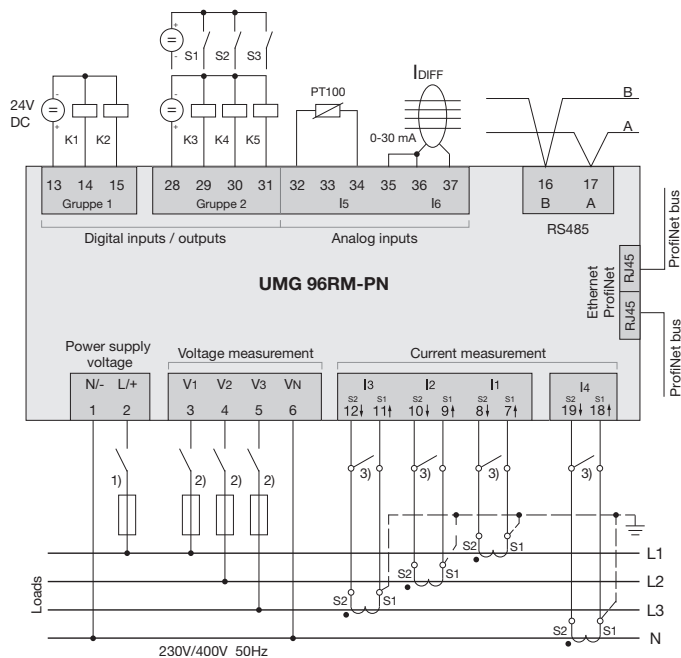 S1 S2 S3
IDIFF
PT100
24V
DC
B
A
K1 K2 K3 K4 K5 0-30 mA
13 14 15 28 29 30 31 32 33 34 35 36 37 16 17
Gruppe 1 Gruppe 2 I5 I6 B A
Digital inputs / outputs Analog inputs RS485
ProfiNet bus
UMG 96RM-PN
Ethernet
ProfiNet
RJ45
RJ45
ProfiNet bus
Power supply
voltage
Voltage measurement Current measurement
N/- L/+ V1 V2 V3 VN I3 I2 I1 I4
S2 S1 S2 S1 S2 S1 S2 S1
1 2 3 4 5 6 12 11 10 9 8 7 19 18
1) 2) 2) 2) 3) 3) 3) 3)
S2 S1
L1
S2 S1
L2
S2 S1
L3
S2 S1
N
Loads
230V/400V 50Hz